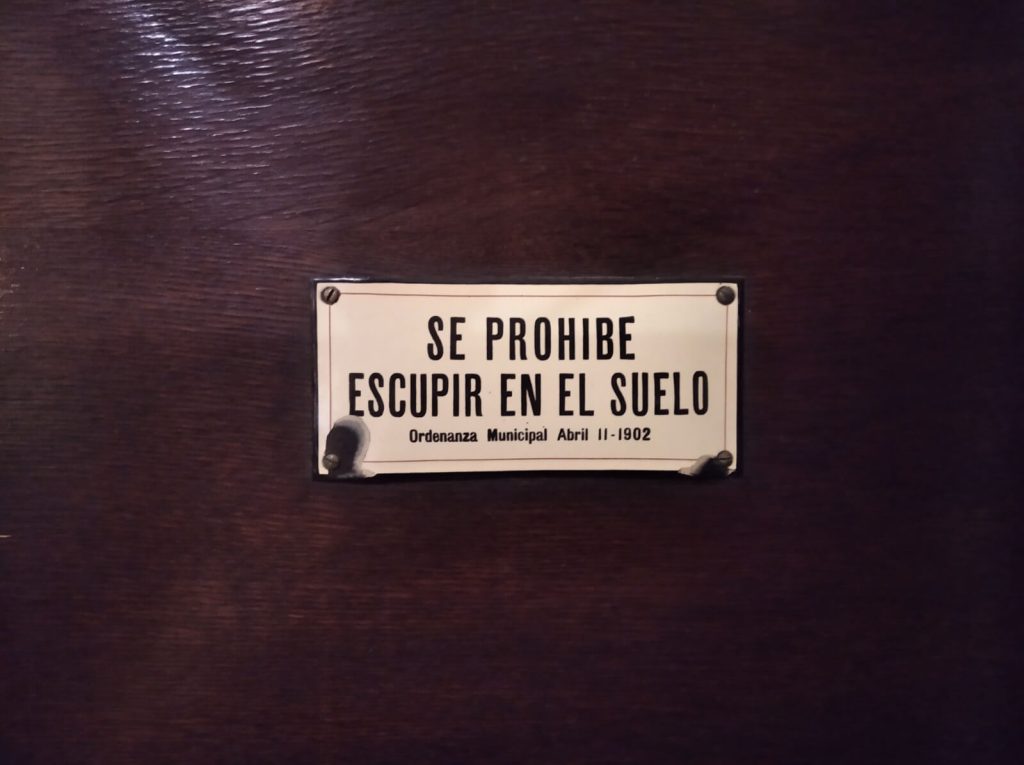 SE PROHIBE
ESCUPIR EN EL SUELO
Ordenanza Municipal Abril 11-1902